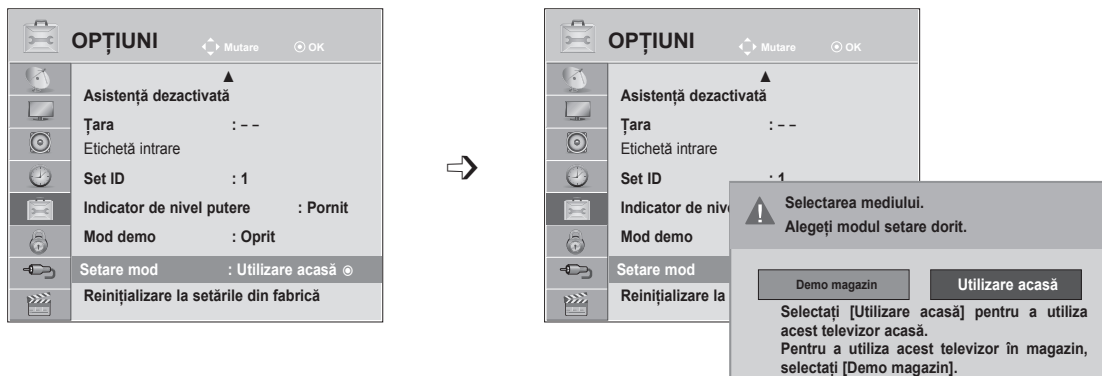 OPȚIUNI
Mutare
OK
Asistență dezactivată
Țara : – –
Etichetă intrare
Set ID : 1
Indicator de nivel putere : Pornit
Mod demo : Oprit
Setare mod : Utilizare acasă
Reinițializare la setările din fabrică
OPȚIUNI
Mutare
OK
Asistență dezactivată
Țara : – –
Etichetă intrare
Set ID : 1
Indicator de nive
Mod demo
Setare mod
Reinițializare la
Selectarea mediului.
Alegeți modul setare dorit.
Demo magazin
Utilizare acasă
Selectați [Utilizare acasă] pentru a utiliza
acest televizor acasă.
Pentru a utiliza acest televizor în magazin,
selectați [Demo magazin].